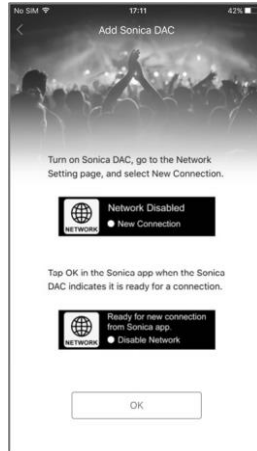 No SIM 17:11 42%
Add Sonica DAC
Turn on Sonica DAC, go to the Network
Setting page, and select New Connection.
Network Disabled
New Connection
NETWORK
Tap OK in the Sonica app when the Sonica
DAC indicates it is ready for a connection.
Ready for new connection
from Sonica app.
Disable Network
NETWORK
OK